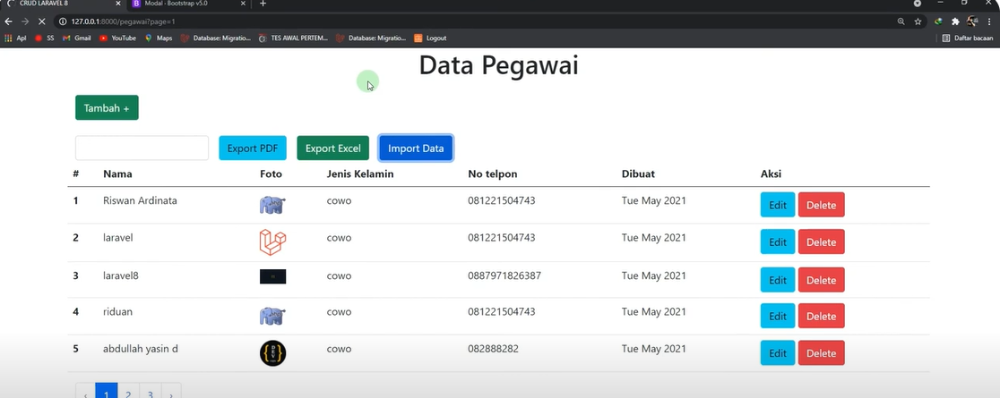 CRUD LARAVEL 8
Modal · Bootstrap v5.0
127.0.0.1:8000/pegawai?page=1
Apl SS Gmail YouTube Maps Database: Migratio... TES AWAL PERTEM... Database: Migratio... Logout Daftar bacaan
Data Pegawai
Tambah +
Export PDF Export Excel Import Data
# Nama Foto Jenis Kelamin No telpon Dibuat Aksi
1 Riswan Ardinata cowo 081221504743 Tue May 2021 Edit Delete
2 laravel cowo 081221504743 Tue May 2021 Edit Delete
3 laravel8 cowo 0887971826387 Tue May 2021 Edit Delete
4 riduan cowo 081221504743 Tue May 2021 Edit Delete
5 abdullah yasin d DEV cowo 082888282 Tue May 2021 Edit Delete
‹ 1 2 3 ›